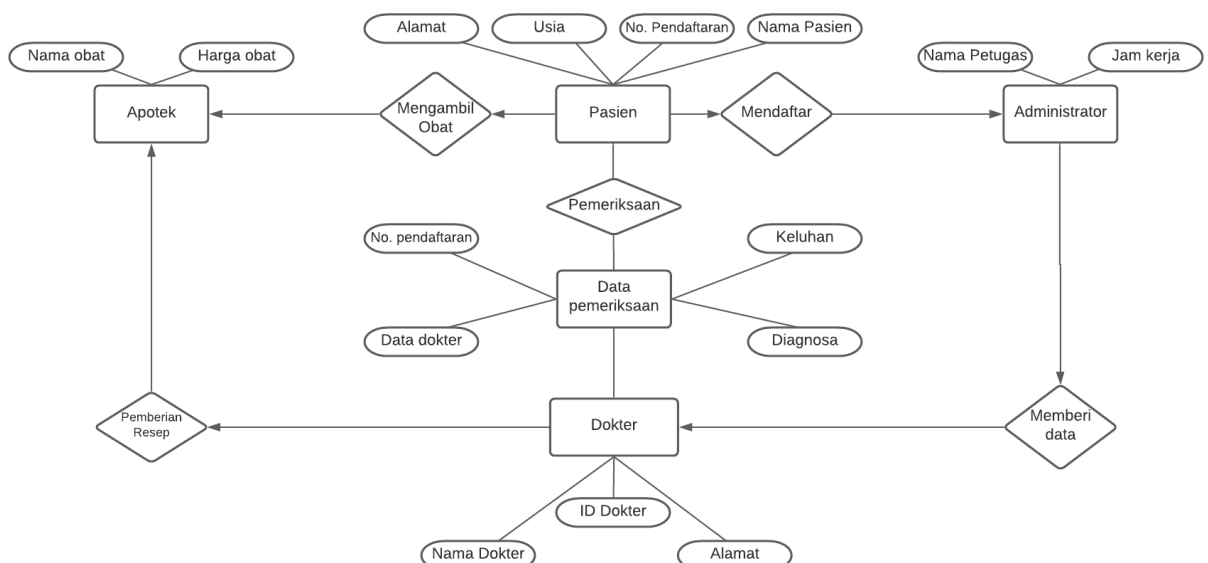 Alamat
Usia
No. Pendaftaran
Nama Pasien
Nama obat
Harga obat
Nama Petugas
Jam kerja
Apotek
Mengambil
Obat
Pasien
Mendaftar
Administrator
Pemeriksaan
No. pendaftaran
Keluhan
Data
pemeriksaan
Data dokter
Diagnosa
Pemberian
Resep
Dokter
Memberi
data
ID Dokter
Nama Dokter
Alamat